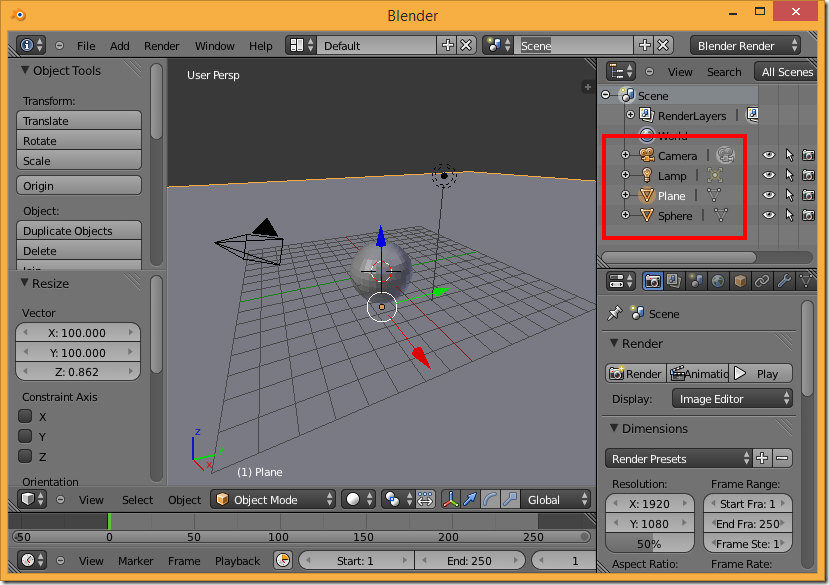 Blender
File Add Render Window Help Default Scene Blender Render
Object Tools
Transform:
Translate
Rotate
Scale
Origin
Object:
Duplicate Objects
Delete
Join
Resize
Vector
X: 100.000
Y: 100.000
Z: 0.862
Constraint Axis
X
Y
Z
Orientation
User Persp
z
x
(1) Plane
View Select Object Object Mode Global
-50 0 50 100 150 200 250
View Marker Frame Playback Start: 1 End: 250 1
View Search All Scenes
Scene
RenderLayers
World
Camera
Lamp
Plane
Sphere
Scene
Render
Render Animatic Play
Display: Image Editor
Dimensions
Render Presets
Resolution: Frame Range:
X: 1920 Start Fra: 1
Y: 1080 End Fra: 250
50% Frame Ste: 1
Aspect Ratio: Frame Rate: